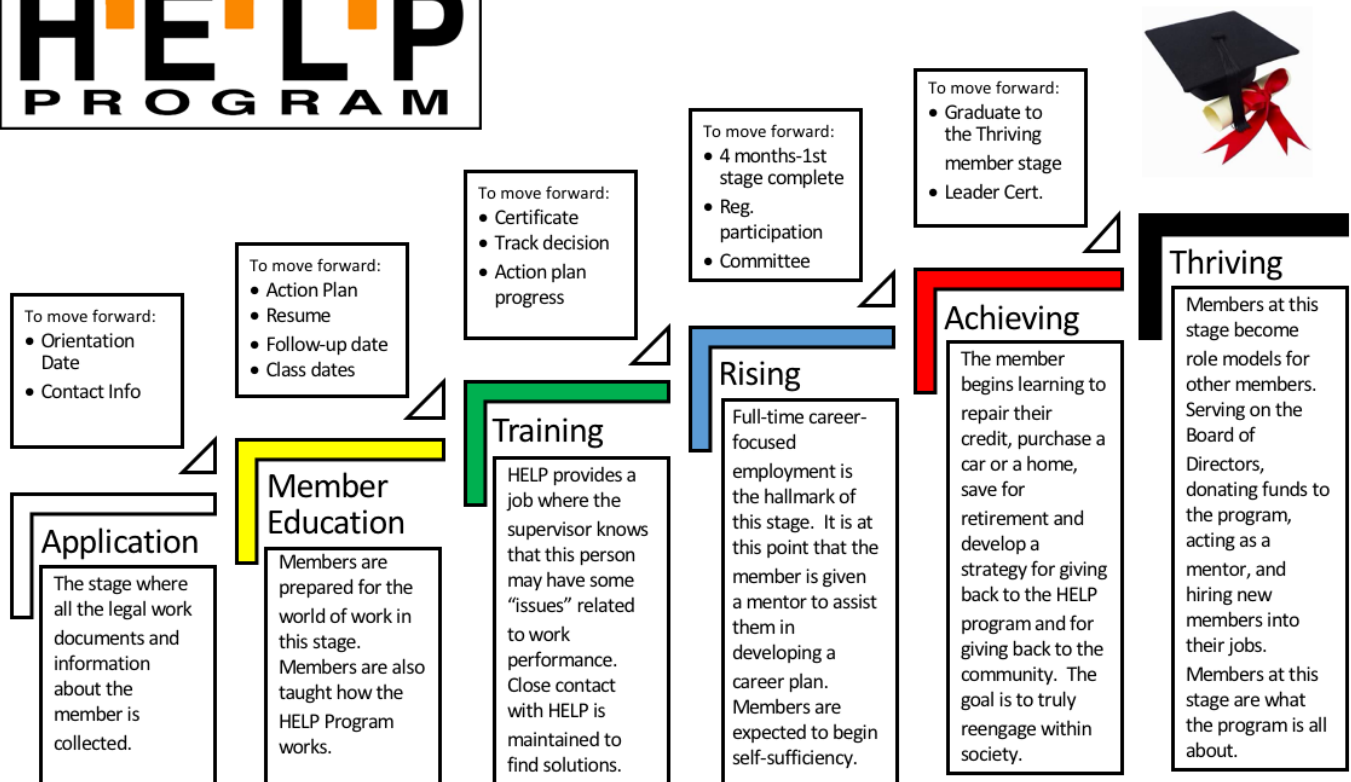 HELP
PROGRAM
To move forward:
• Orientation
Date
• Contact Info
Application
The stage where
all the legal work
documents and
information
about the
member is
collected.
To move forward:
• Action Plan
• Resume
• Follow-up date
• Class dates
Member
Education
Members are
prepared for the
world of work in
this stage.
Members are also
taught how the
HELP Program
works.
To move forward:
• Certificate
• Track decision
• Action plan
progress
Training
HELP provides a
job where the
supervisor knows
that this person
may have some
“issues” related
to work
performance.
Close contact
with HELP is
maintained to
find solutions.
To move forward:
• 4 months-1st
stage complete
• Reg.
participation
• Committee
Rising
Full-time career-
focused
employment is
the hallmark of
this stage.  It is at
this point that the
member is given
a mentor to assist
them in
developing a
career plan.
Members are
expected to begin
self-sufficiency.
To move forward:
• Graduate to
the Thriving
member stage
• Leader Cert.
Achieving
The member
begins learning to
repair their
credit, purchase a
car or a home,
save for
retirement and
develop a
strategy for giving
back to the HELP
program and for
giving back to the
community.  The
goal is to truly
reengage within
society.
Thriving
Members at this
stage become
role models for
other members.
Serving on the
Board of
Directors,
donating funds to
the program,
acting as a
mentor, and
hiring new
members into
their jobs.
Members at this
stage are what
the program is all
about.